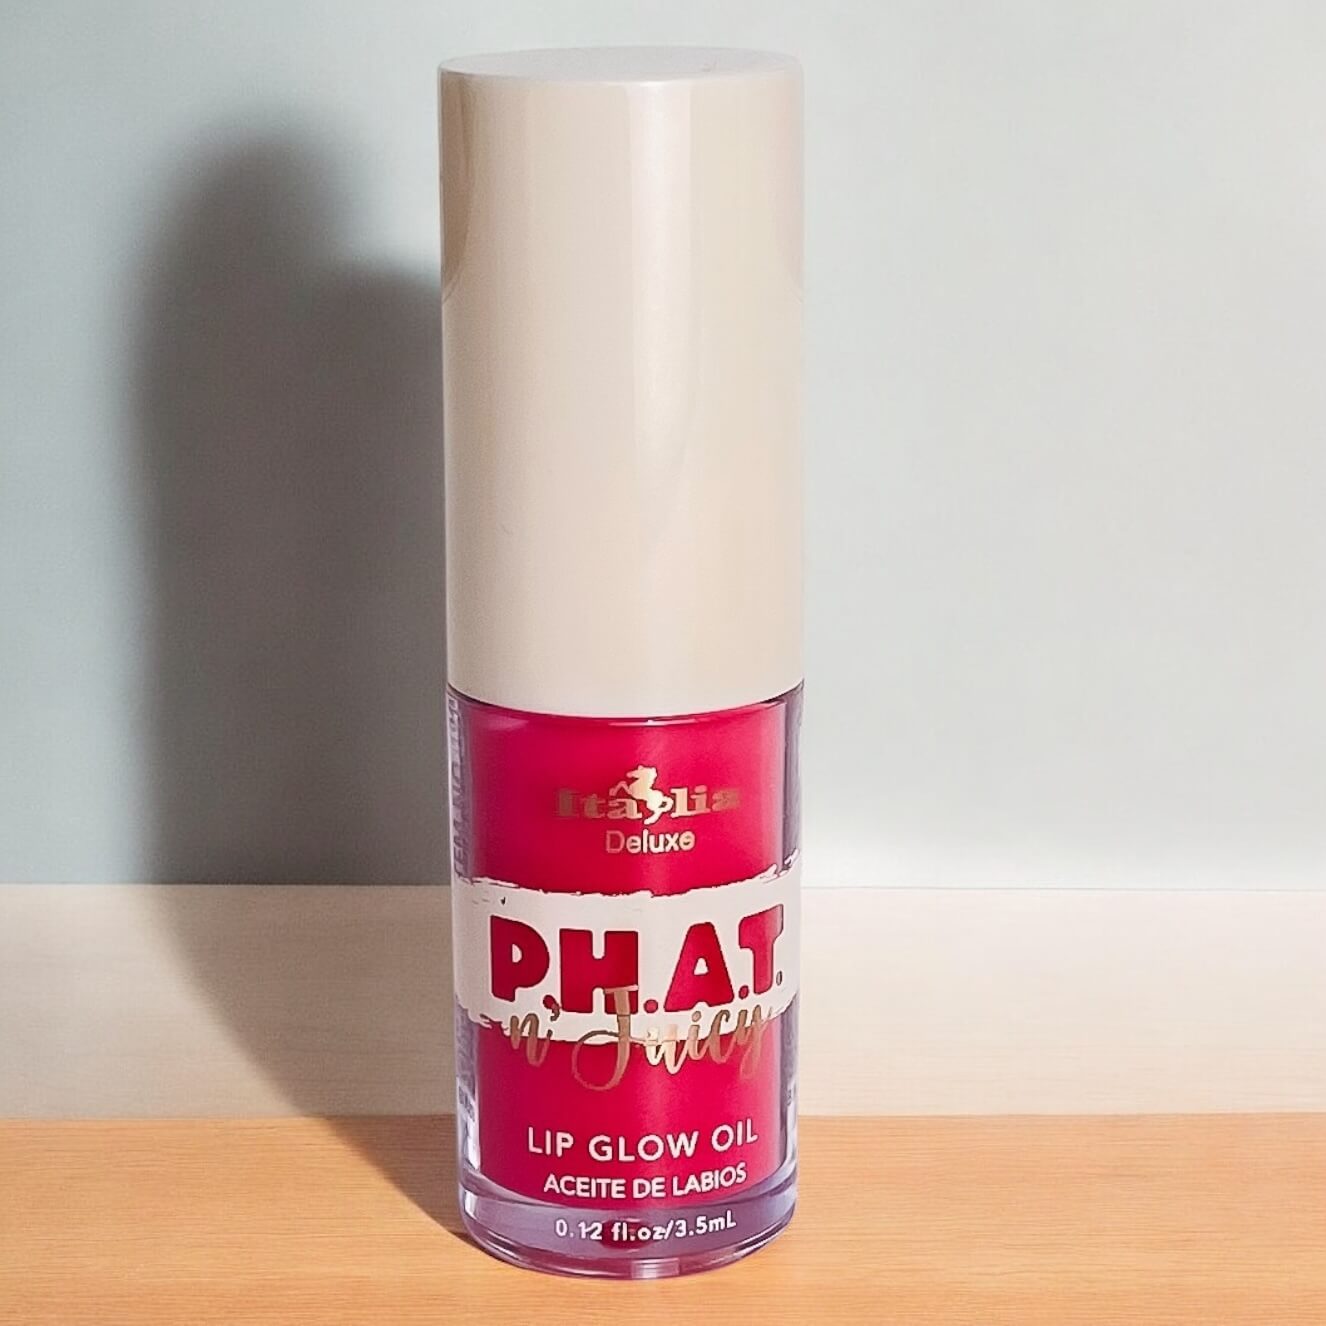 Italia
Deluxe
P.H.A.T.
n' Juicy
LIP GLOW OIL
ACEITE DE LABIOS
0.12 fl.oz/3.5mL